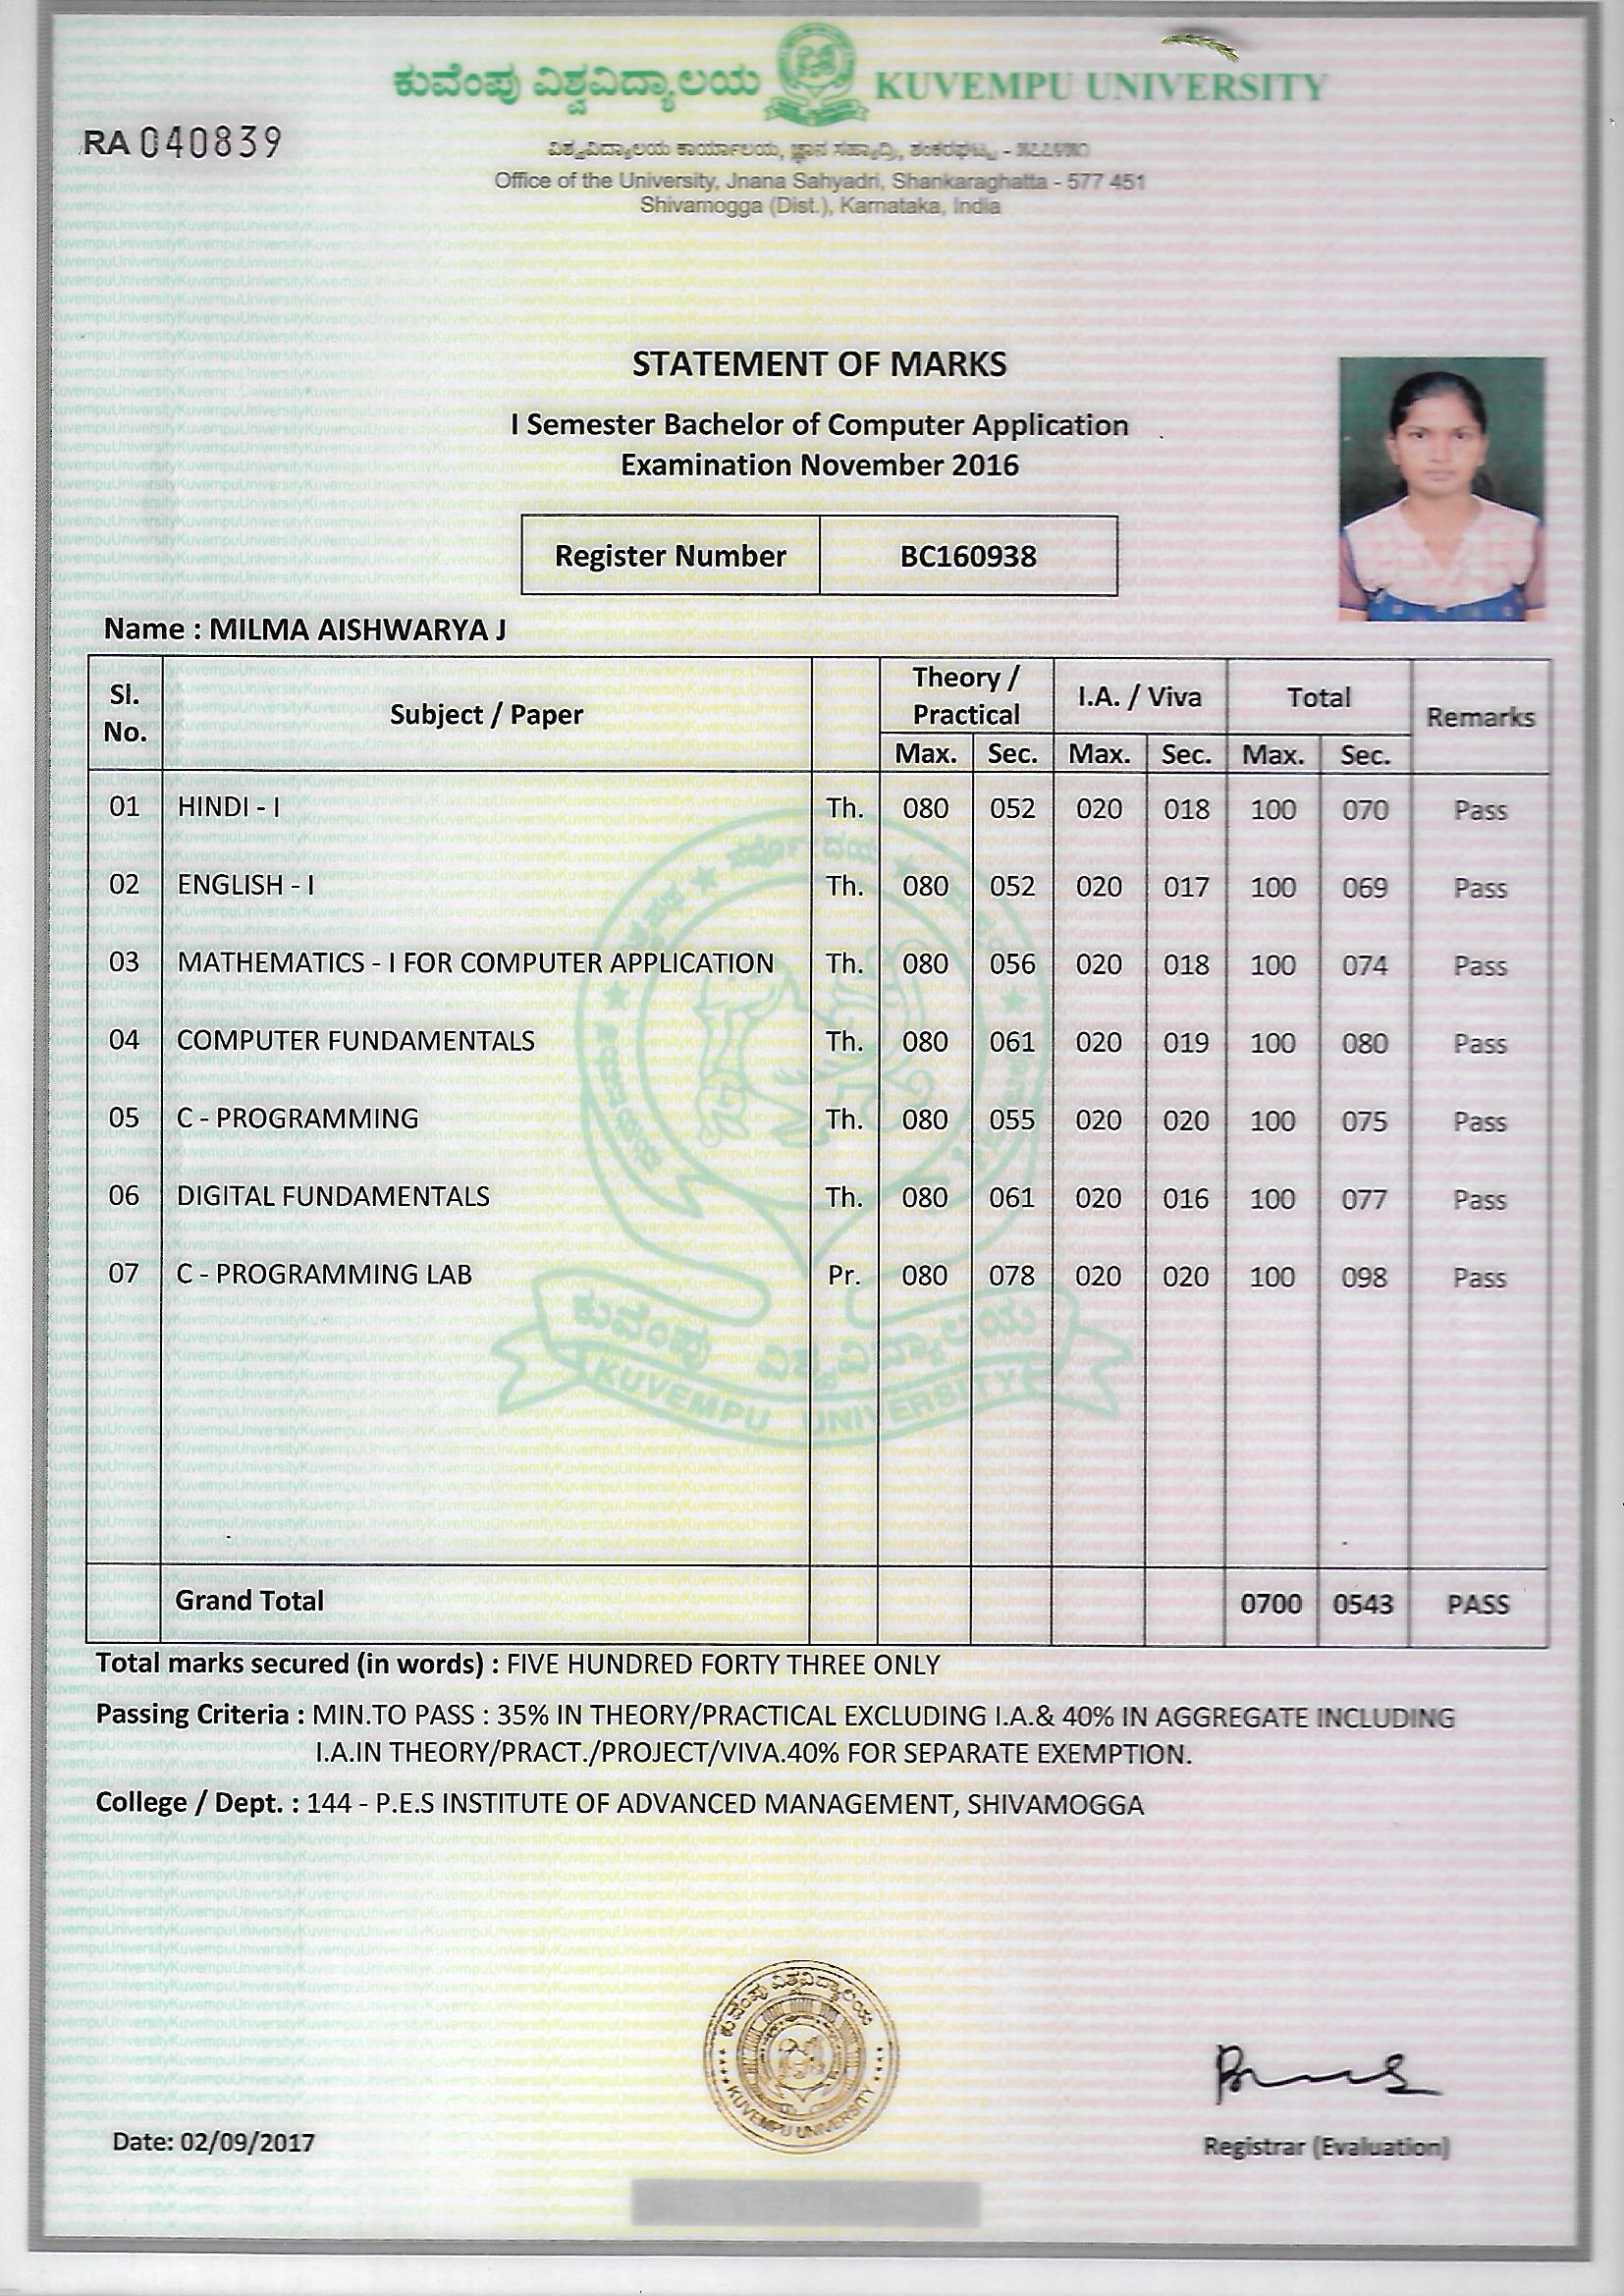 ಕುವೆಂಪು ವಿಶ್ವವಿದ್ಯಾಲಯ KUVEMPU UNIVERSITY
RA 040839
ವಿಶ್ವವಿದ್ಯಾಲಯ ಕಾರ್ಯಾಲಯ, ಜ್ಞಾನ ಸಹ್ಯಾದ್ರಿ, ಶಂಕರಘಟ್ಟ - ೫೭೭೪೫೧
Office of the University, Jnana Sahyadri, Shankaraghatta - 577 451
Shivamogga (Dist.), Karnataka, India
STATEMENT OF MARKS
I Semester Bachelor of Computer Application
Examination November 2016
Register Number BC160938
Name : MILMA AISHWARYA J
Sl. No. Subject / Paper Theory / Practical I.A. / Viva Total Remarks
Max. Sec. Max. Sec. Max. Sec.
01 HINDI - I Th. 080 052 020 018 100 070 Pass
02 ENGLISH - I Th. 080 052 020 017 100 069 Pass
03 MATHEMATICS - I FOR COMPUTER APPLICATION Th. 080 056 020 018 100 074 Pass
04 COMPUTER FUNDAMENTALS Th. 080 061 020 019 100 080 Pass
05 C - PROGRAMMING Th. 080 055 020 020 100 075 Pass
06 DIGITAL FUNDAMENTALS Th. 080 061 020 016 100 077 Pass
07 C - PROGRAMMING LAB Pr. 080 078 020 020 100 098 Pass
ಕುವೆಂಪು ವಿಶ್ವವಿದ್ಯಾಲಯ
KUVEMPU UNIVERSITY
Grand Total 0700 0543 PASS
Total marks secured (in words) : FIVE HUNDRED FORTY THREE ONLY
Passing Criteria : MIN.TO PASS : 35% IN THEORY/PRACTICAL EXCLUDING I.A.& 40% IN AGGREGATE INCLUDING
I.A.IN THEORY/PRACT./PROJECT/VIVA.40% FOR SEPARATE EXEMPTION.
College / Dept. : 144 - P.E.S INSTITUTE OF ADVANCED MANAGEMENT, SHIVAMOGGA
ಕುವೆಂಪು ವಿಶ್ವವಿದ್ಯಾಲಯ
KUVEMPU UNIVERSITY
Date: 02/09/2017
Registrar (Evaluation)